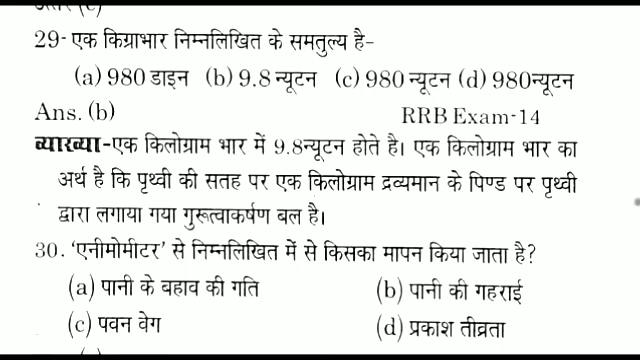 29- एक किग्राभार निम्नलिखित के समतुल्य है-
(a) 980 डाइन (b) 9.8 न्यूटन (c) 980 न्यूटन (d) 980न्यूटन
Ans. (b) RRB Exam-14
व्याख्या-एक किलोग्राम भार में 9.8न्यूटन होते है। एक किलोग्राम भार का
अर्थ है कि पृथ्वी की सतह पर एक किलोग्राम द्रव्यमान के पिण्ड पर पृथ्वी
द्वारा लगाया गया गुरूत्वाकर्षण बल है।
30. ‘एनीमोमीटर’ से निम्नलिखित में से किसका मापन किया जाता है?
(a) पानी के बहाव की गति (b) पानी की गहराई
(c) पवन वेग (d) प्रकाश तीव्रता